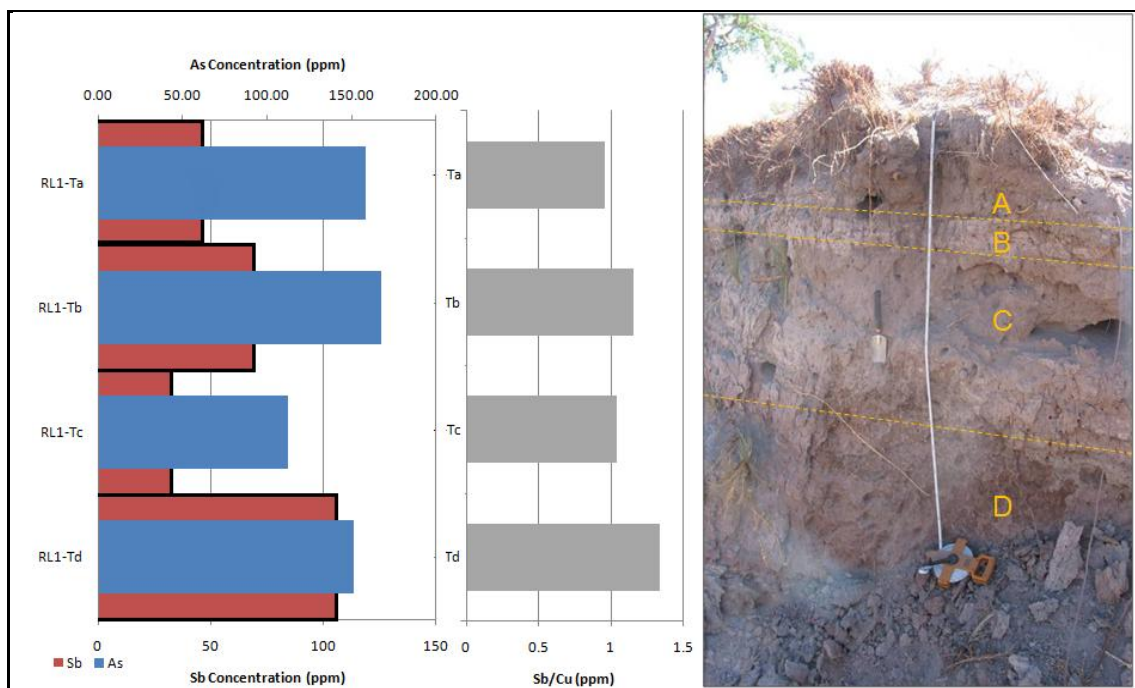 As Concentration (ppm)
0.00 50.00 100.00 150.00 200.00
RL1-Ta
RL1-Tb
RL1-Tc
RL1-Td
0 50 100 150
Sb As
Sb Concentration (ppm)
Ta
Tb
Tc
Td
0 0.5 1 1.5
Sb/Cu (ppm)
A
B
C
D